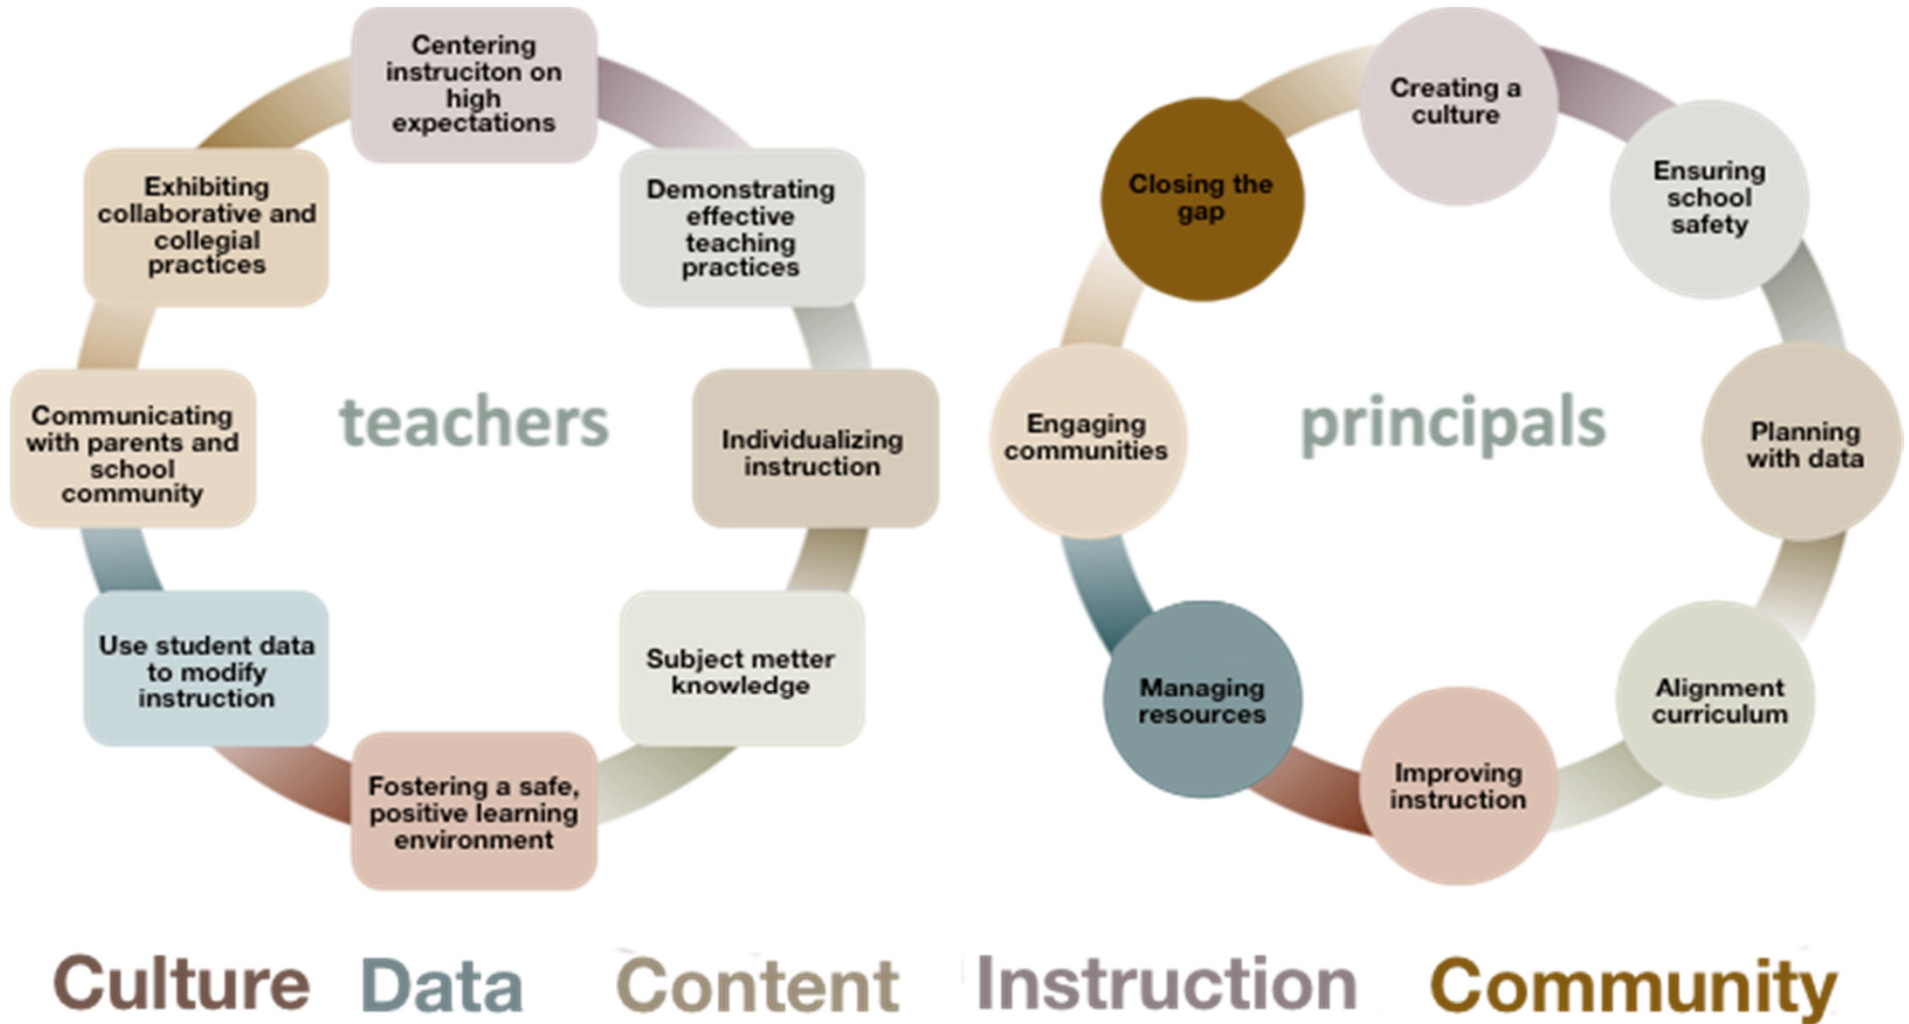 Centering
instruciton on
high
expectations
Demonstrating
effective
teaching
practices
Individualizing
instruction
Subject metter
knowledge
Fostering a safe,
positive learning
environment
Use student data
to modify
instruction
Communicating
with parents and
school
community
Exhibiting
collaborative and
collegial
practices
teachers
Creating a
culture
Ensuring
school
safety
Planning
with data
Alignment
curriculum
Improving
instruction
Managing
resources
Engaging
communities
Closing the
gap
principals
Culture Data Content Instruction Community